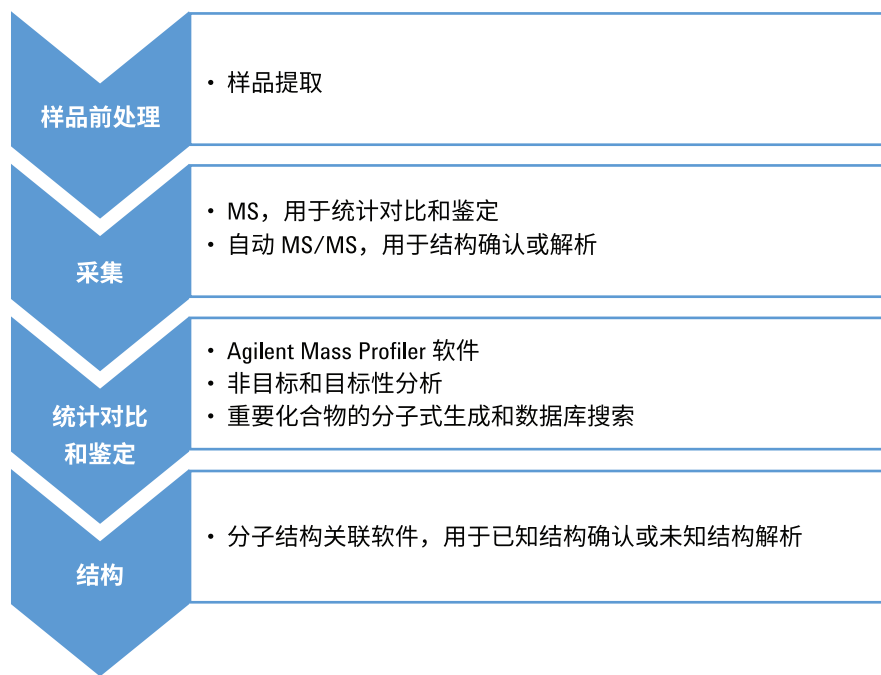 样品前处理
• 样品提取
采集
• MS，用于统计对比和鉴定
• 自动 MS/MS，用于结构确认或解析
统计对比
和鉴定
• Agilent Mass Profiler 软件
• 非目标和目标性分析
• 重要化合物的分子式生成和数据库搜索
结构
• 分子结构关联软件，用于已知结构确认或未知结构解析